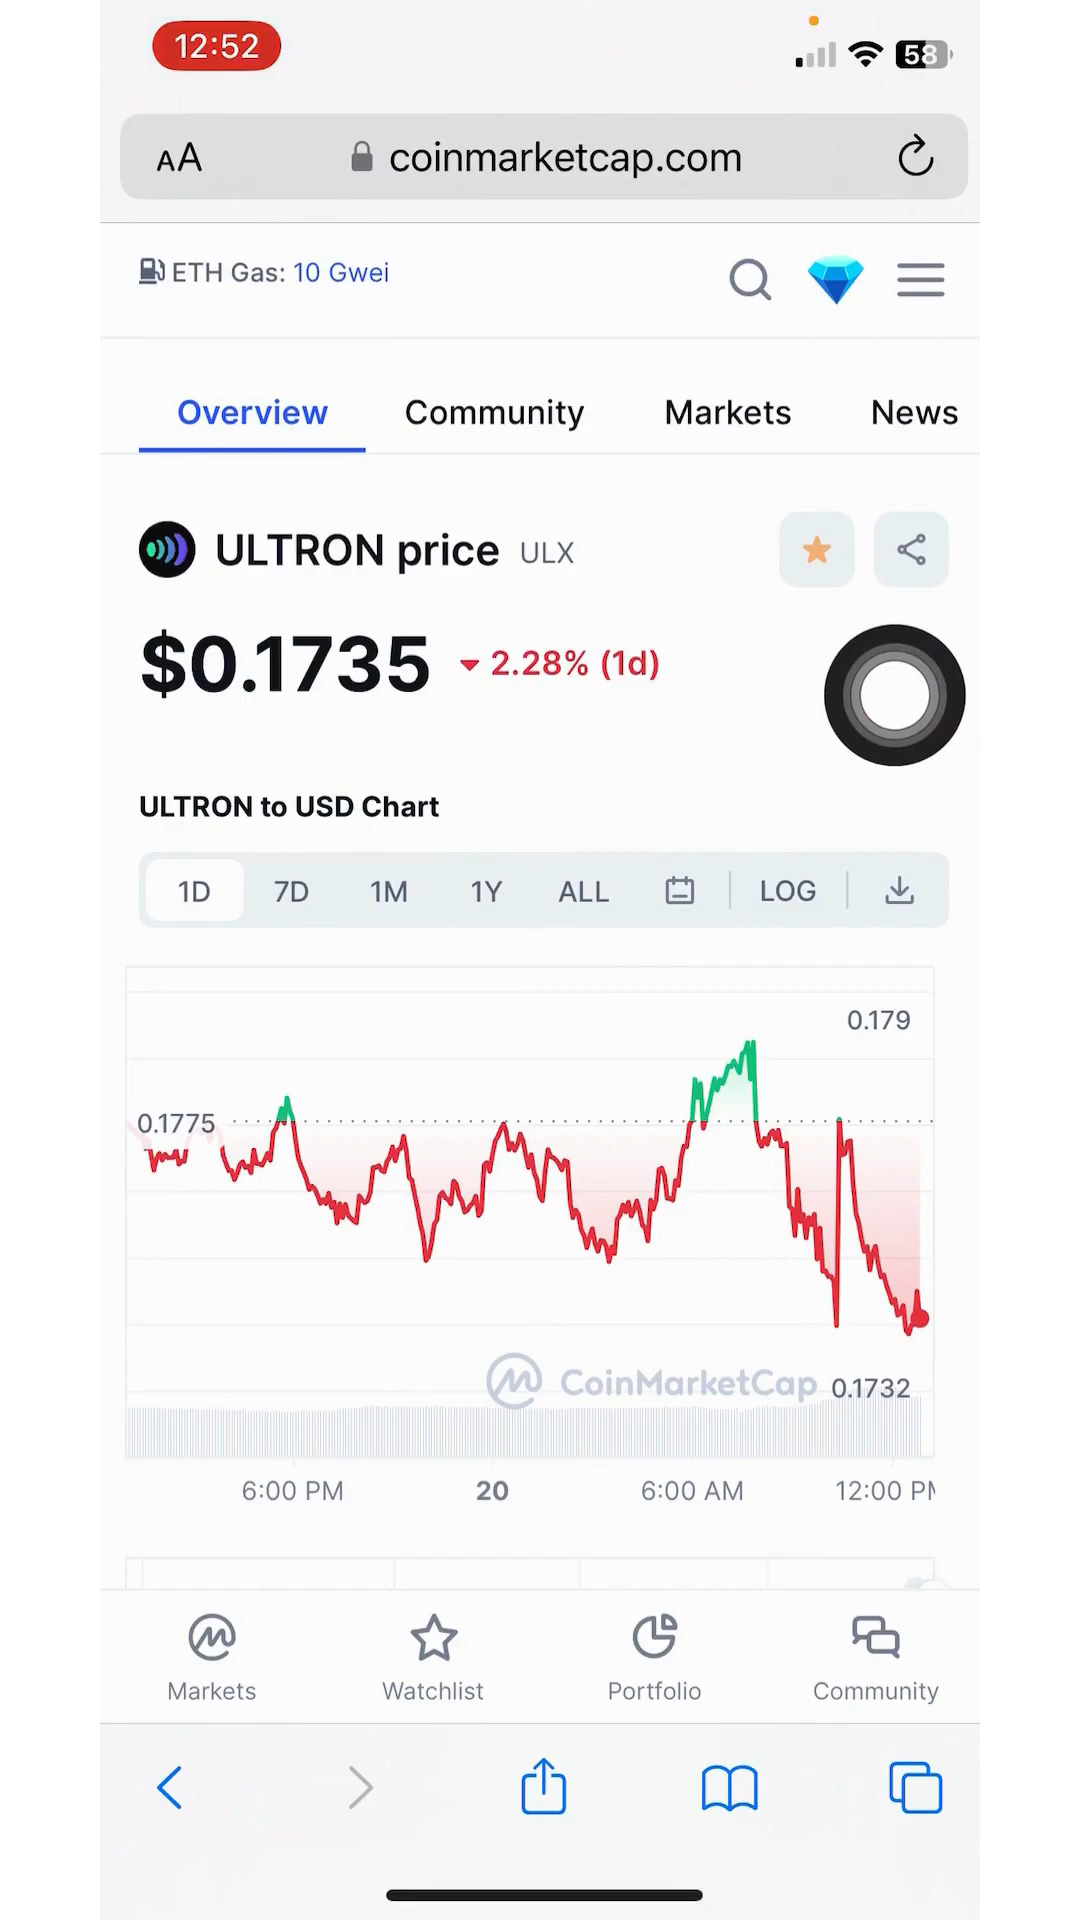 12:52
58
AA coinmarketcap.com
ETH Gas: 10 Gwei
Overview Community Markets News
ULTRON price ULX
$0.1735 2.28% (1d)
ULTRON to USD Chart
1D 7D 1M 1Y ALL LOG
0.179
0.1775
CoinMarketCap 0.1732
6:00 PM 20 6:00 AM 12:00 PM
Markets Watchlist Portfolio Community